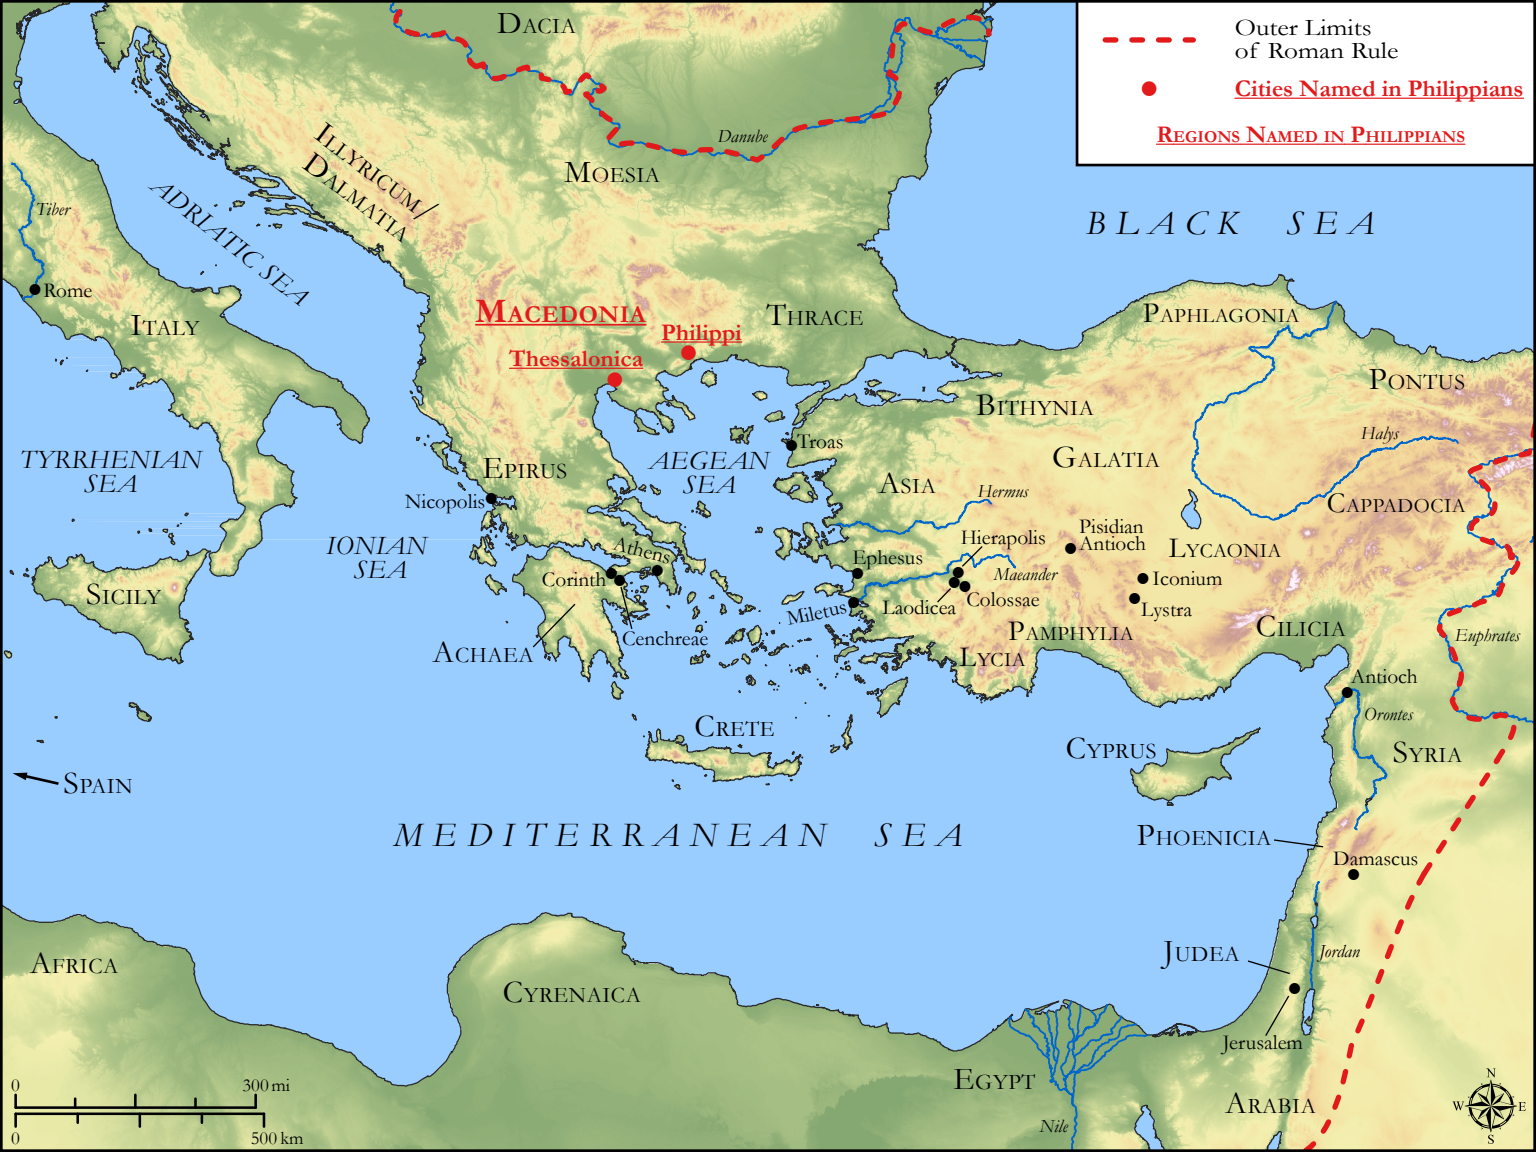 DACIA
Outer Limits
of Roman Rule
Cities Named in Philippians
REGIONS NAMED IN PHILIPPIANS
Danube
ILLYRICUM/
DALMATIA
MOESIA
Tiber
ADRIATIC SEA
BLACK SEA
Rome
ITALY
MACEDONIA
Philippi
Thessalonica
THRACE
PAPHLAGONIA
PONTUS
BITHYNIA
Halys
Troas
TYRRHENIAN
SEA
EPIRUS
AEGEAN
SEA
GALATIA
ASIA
Hermus
CAPPADOCIA
Nicopolis
IONIAN
SEA
Athens
Corinth
Cenchreae
ACHAEA
Ephesus
Hierapolis
Maeander
Miletus
Laodicea
Colossae
Pisidian
Antioch
LYCAONIA
Iconium
Lystra
SICILY
PAMPHYLIA
LYCIA
CILICIA
Euphrates
Antioch
Orontes
CRETE
CYPRUS
SYRIA
SPAIN
MEDITERRANEAN SEA
PHOENICIA
Damascus
JUDEA
Jordan
AFRICA
CYRENAICA
Jerusalem
EGYPT
Nile
ARABIA
0 300 mi
0 500 km
N
W E
S